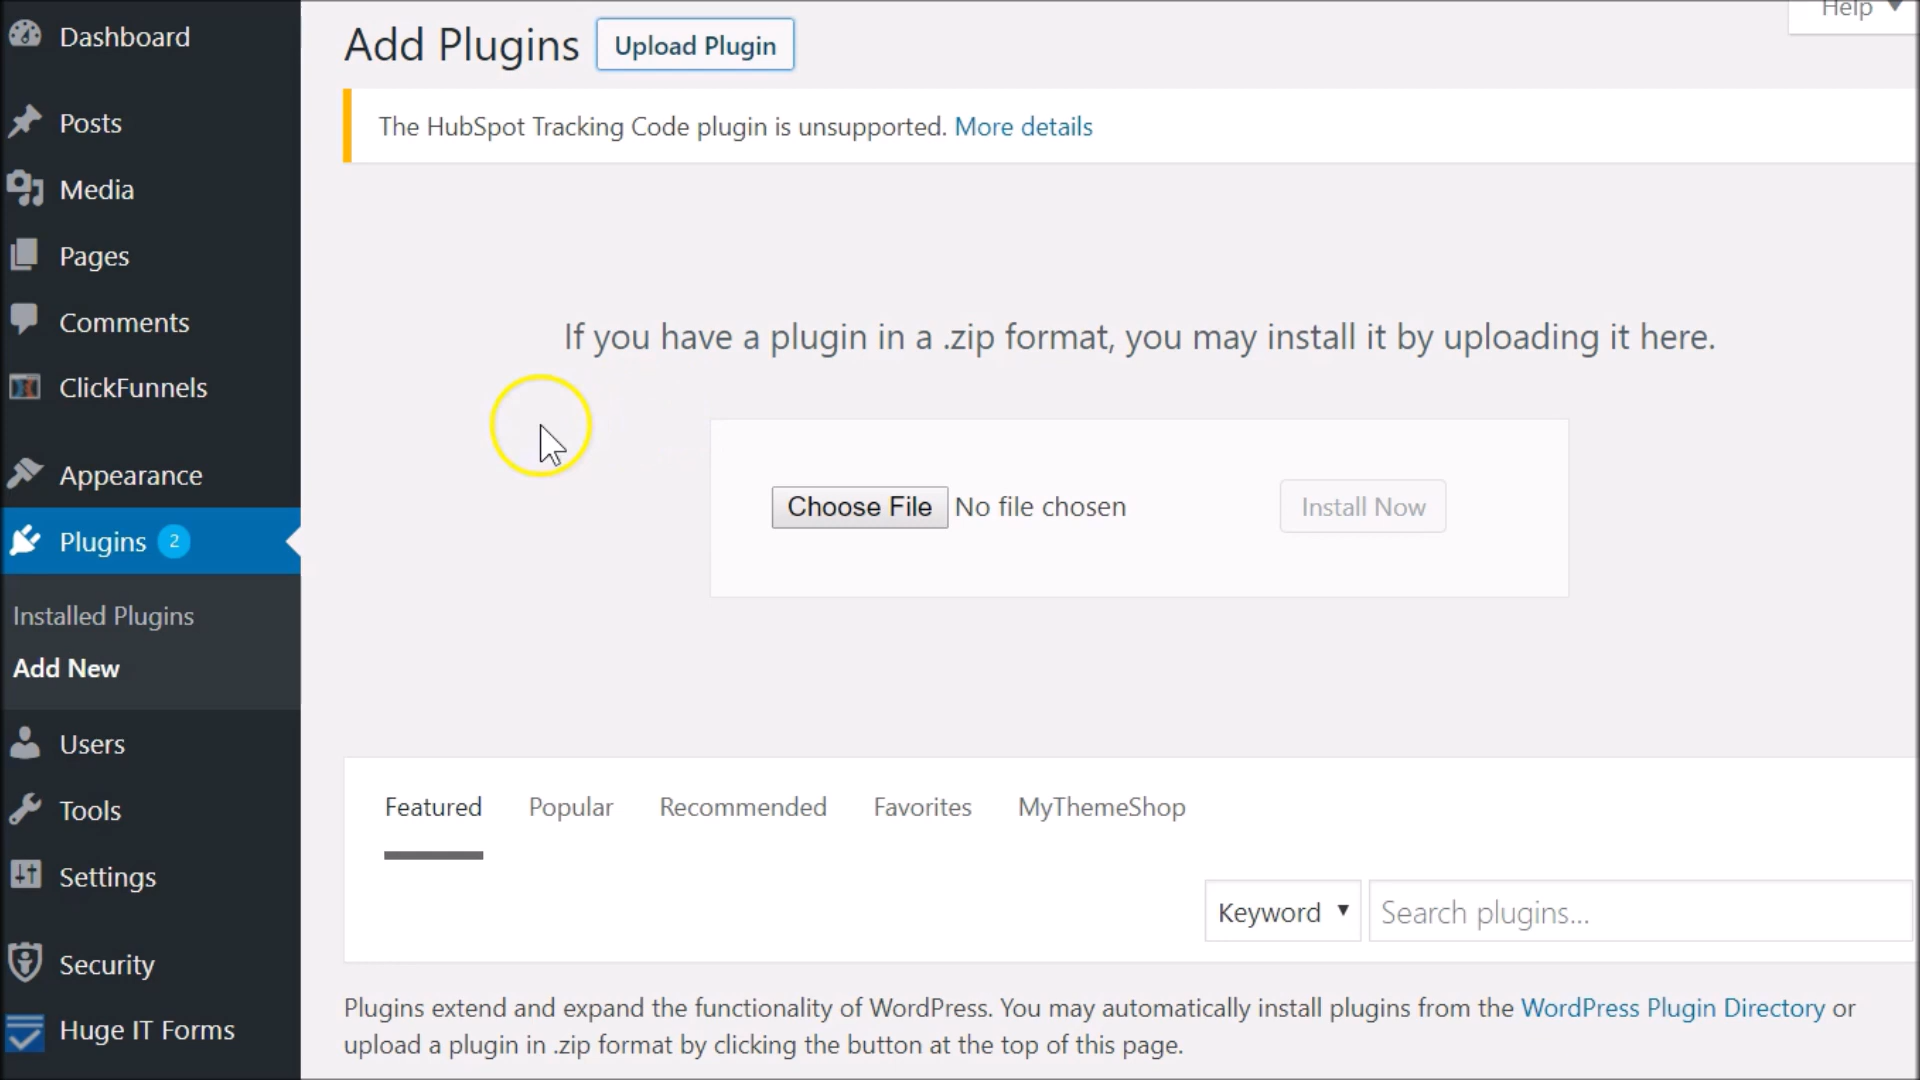 Dashboard
Posts
Media
Pages
Comments
ClickFunnels
Appearance
Plugins 2
Installed Plugins
Add New
Users
Tools
Settings
Security
Huge IT Forms
Help ▼
Add Plugins Upload Plugin
The HubSpot Tracking Code plugin is unsupported. More details
If you have a plugin in a .zip format, you may install it by uploading it here.
Choose File No file chosen Install Now
Featured Popular Recommended Favorites MyThemeShop
Keyword ▼ Search plugins...
Plugins extend and expand the functionality of WordPress. You may automatically install plugins from the WordPress Plugin Directory or
upload a plugin in .zip format by clicking the button at the top of this page.